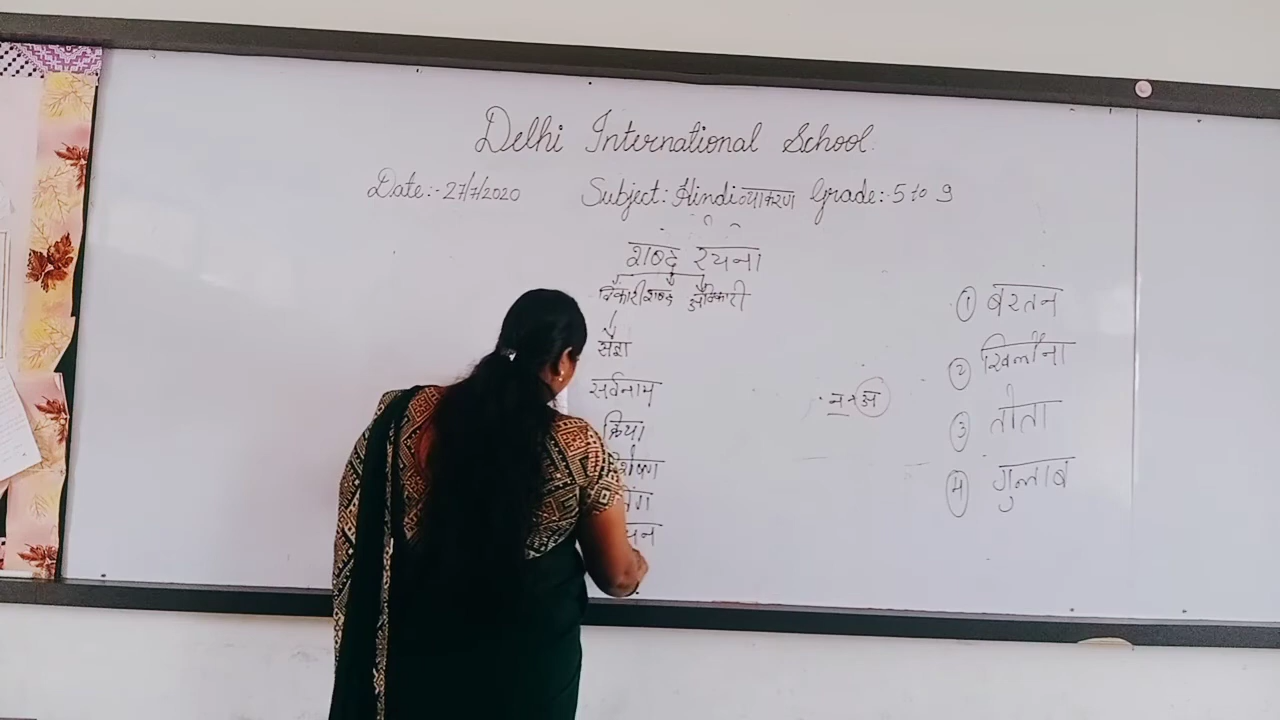 Delhi International School.
Date:- 27/7/2020 Subject: Hindi व्याकरण Grade:- 5 to 9
शब्द रचना
विकारी शब्द अविकारी
संज्ञा
सर्वनाम
क्रिया
① बरतन
② खिलौना
③ तोता
④ गुलाब